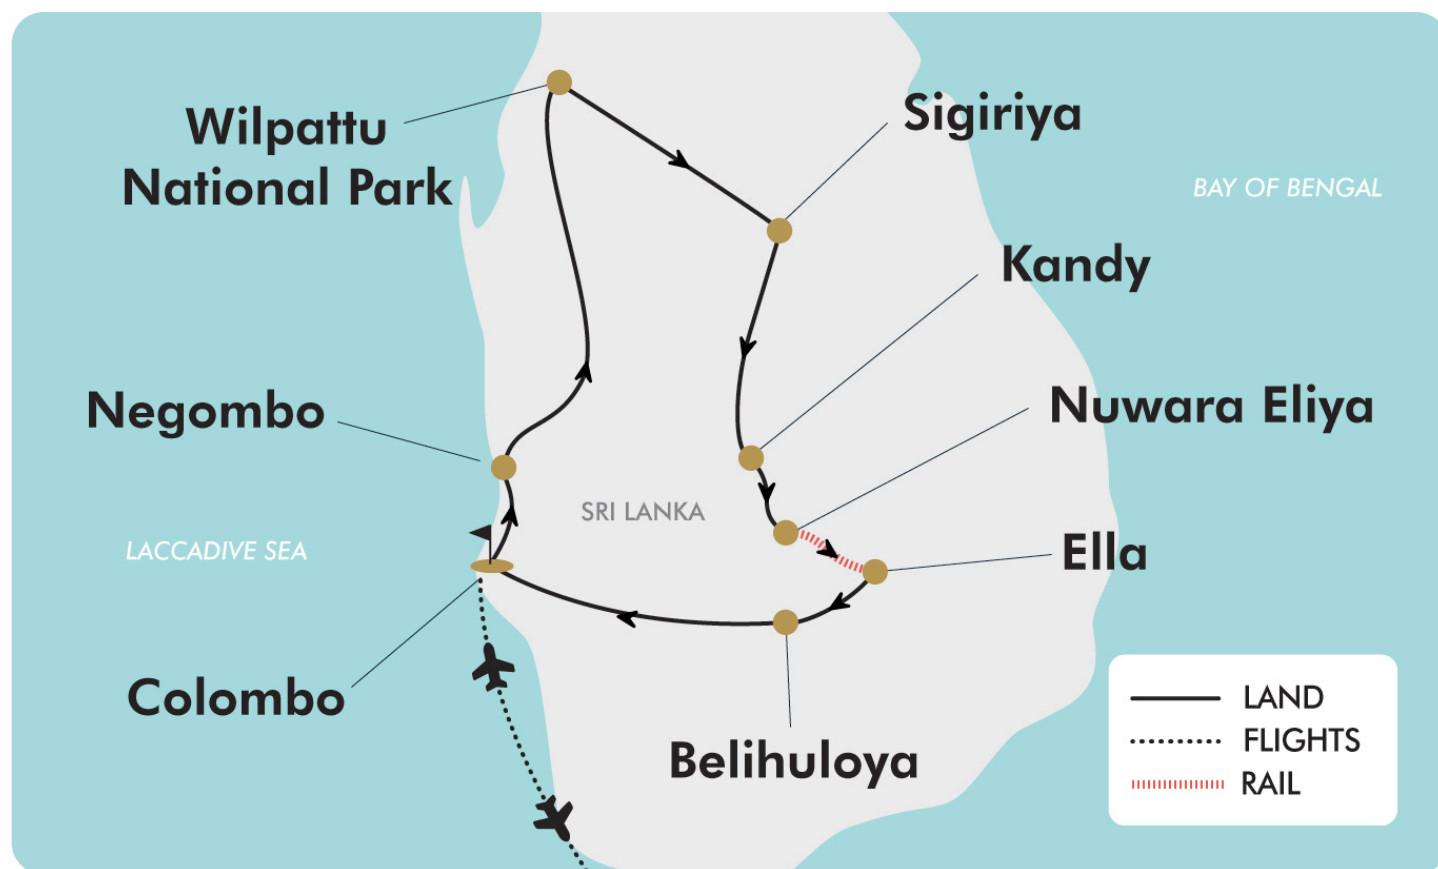 Wilpattu
National Park
Sigiriya
BAY OF BENGAL
Kandy
Negombo
Nuwara Eliya
SRI LANKA
LACCADIVE SEA
Ella
Colombo
Belihuloya
LAND
FLIGHTS
RAIL